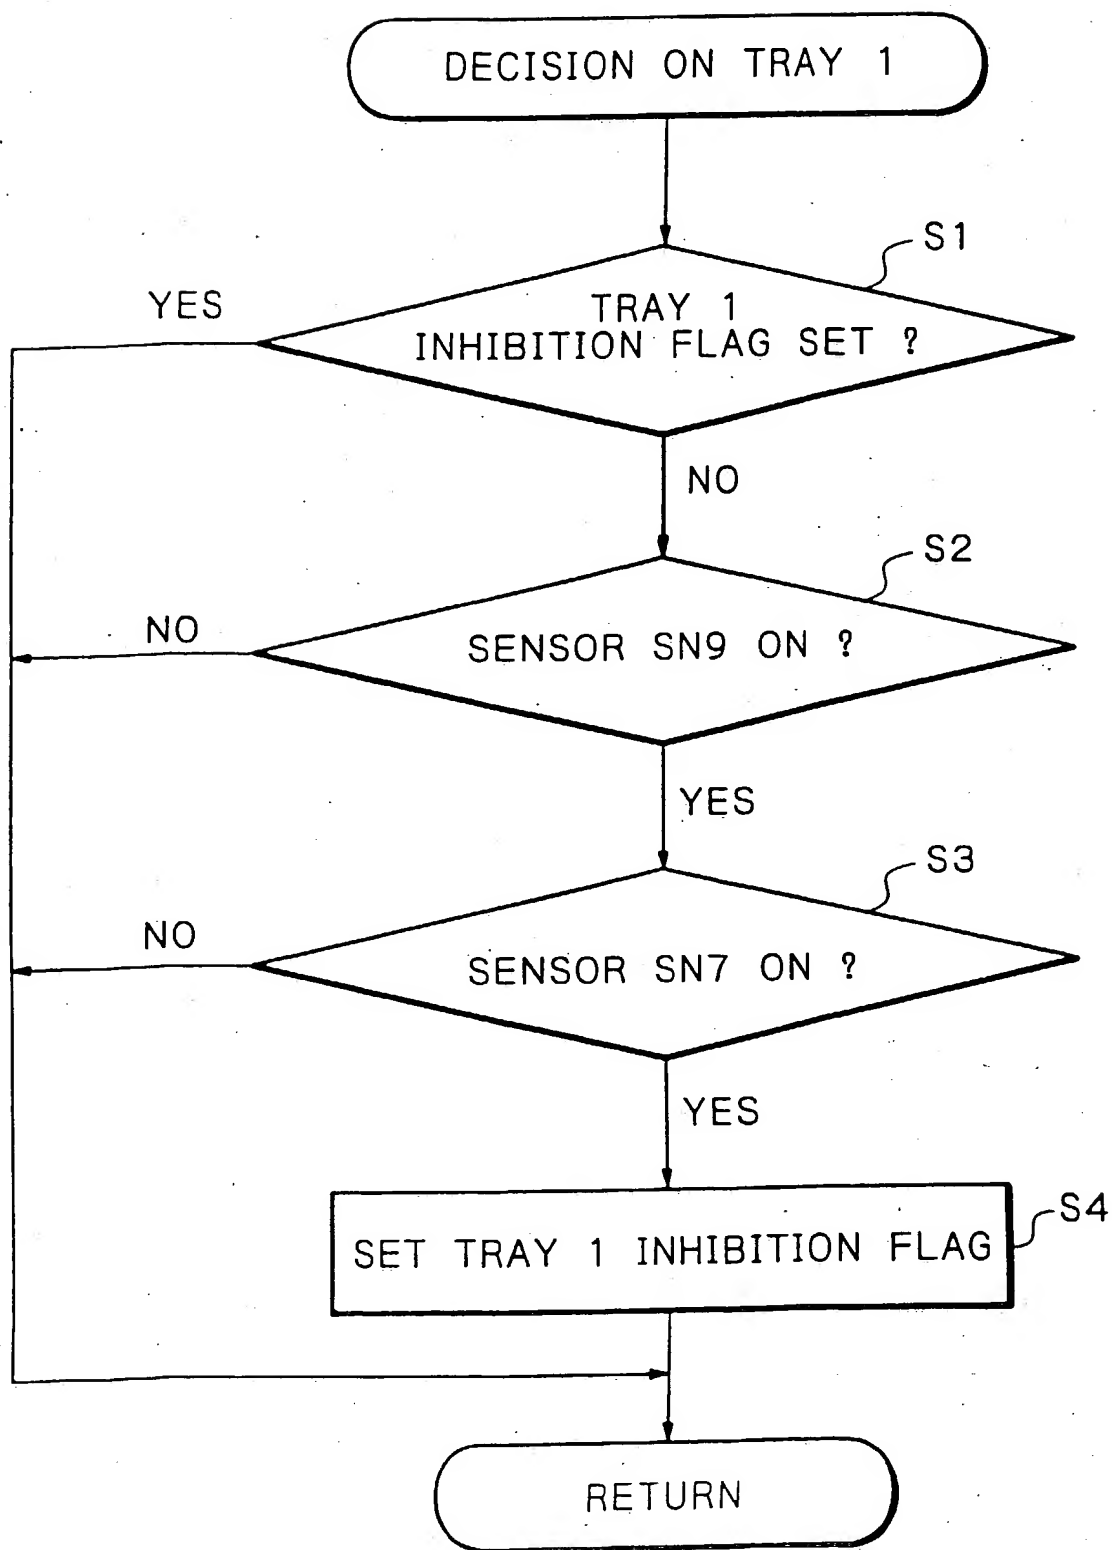 DECISION ON TRAY 1
S1
YES
TRAY 1
INHIBITION FLAG SET ?
NO
S2
NO
SENSOR SN9 ON ?
YES
S3
NO
SENSOR SN7 ON ?
YES
S4
SET TRAY 1 INHIBITION FLAG
RETURN